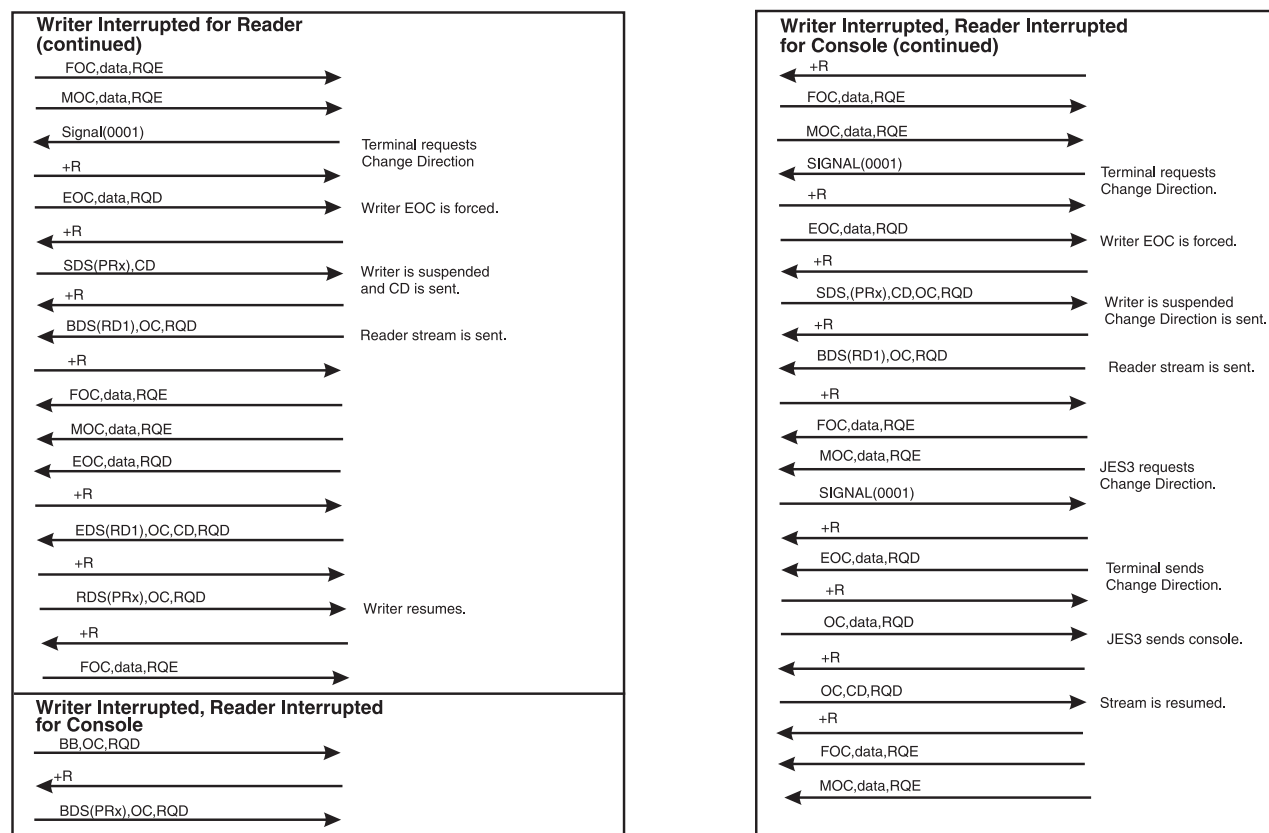 Writer Interrupted for Reader
(continued)
FOC,data,RQE
MOC,data,RQE
Signal(0001)
Terminal requests
Change Direction
+R
EOC,data,RQD
Writer EOC is forced.
+R
SDS(PRx),CD
Writer is suspended
and CD is sent.
+R
BDS(RD1),OC,RQD
Reader stream is sent.
+R
FOC,data,RQE
MOC,data,RQE
EOC,data,RQD
+R
EDS(RD1),OC,CD,RQD
+R
RDS(PRx),OC,RQD
Writer resumes.
+R
FOC,data,RQE
Writer Interrupted, Reader Interrupted
for Console
BB,OC,RQD
+R
BDS(PRx),OC,RQD
Writer Interrupted, Reader Interrupted
for Console (continued)
+R
FOC,data,RQE
MOC,data,RQE
SIGNAL(0001)
Terminal requests
Change Direction.
+R
EOC,data,RQD
Writer EOC is forced.
+R
SDS,(PRx),CD,OC,RQD
Writer is suspended
Change Direction is sent.
+R
BDS(RD1),OC,RQD
Reader stream is sent.
+R
FOC,data,RQE
MOC,data,RQE
JES3 requests
Change Direction.
SIGNAL(0001)
+R
EOC,data,RQD
Terminal sends
Change Direction.
+R
OC,data,RQD
JES3 sends console.
+R
OC,CD,RQD
Stream is resumed.
+R
FOC,data,RQE
MOC,data,RQE